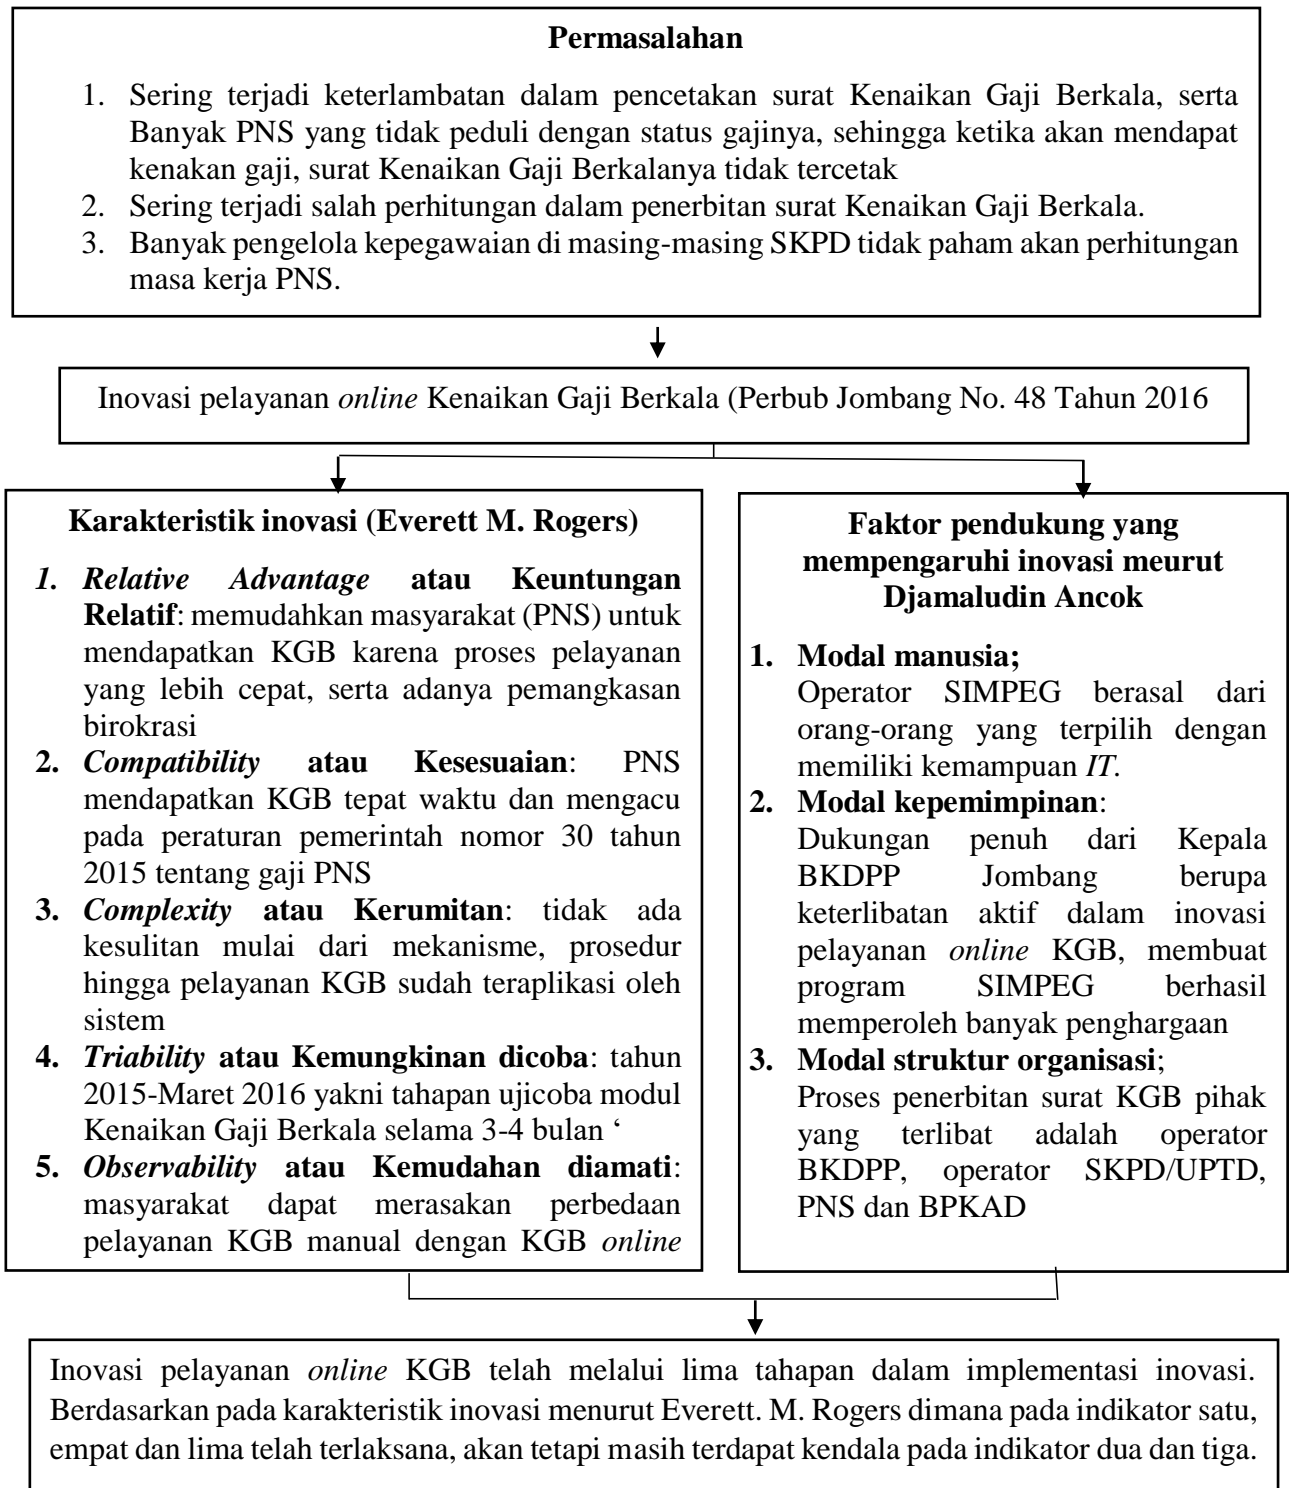 Permasalahan
1. Sering terjadi keterlambatan dalam pencetakan surat Kenaikan Gaji Berkala, serta
Banyak PNS yang tidak peduli dengan status gajinya, sehingga ketika akan mendapat
kenakan gaji, surat Kenaikan Gaji Berkalanya tidak tercetak
2. Sering terjadi salah perhitungan dalam penerbitan surat Kenaikan Gaji Berkala.
3. Banyak pengelola kepegawaian di masing-masing SKPD tidak paham akan perhitungan
masa kerja PNS.
Inovasi pelayanan online Kenaikan Gaji Berkala (Perbub Jombang No. 48 Tahun 2016
Karakteristik inovasi (Everett M. Rogers)
1. Relative Advantage atau Keuntungan
Relatif: memudahkan masyarakat (PNS) untuk
mendapatkan KGB karena proses pelayanan
yang lebih cepat, serta adanya pemangkasan
birokrasi
2. Compatibility atau Kesesuaian: PNS
mendapatkan KGB tepat waktu dan mengacu
pada peraturan pemerintah nomor 30 tahun
2015 tentang gaji PNS
3. Complexity atau Kerumitan: tidak ada
kesulitan mulai dari mekanisme, prosedur
hingga pelayanan KGB sudah teraplikasi oleh
sistem
4. Triability atau Kemungkinan dicoba: tahun
2015-Maret 2016 yakni tahapan ujicoba modul
Kenaikan Gaji Berkala selama 3-4 bulan ‘
5. Observability atau Kemudahan diamati:
masyarakat dapat merasakan perbedaan
pelayanan KGB manual dengan KGB online
Faktor pendukung yang
mempengaruhi inovasi meurut
Djamaludin Ancok
1. Modal manusia;
Operator SIMPEG berasal dari
orang-orang yang terpilih dengan
memiliki kemampuan IT.
2. Modal kepemimpinan:
Dukungan penuh dari Kepala
BKDPP Jombang berupa
keterlibatan aktif dalam inovasi
pelayanan online KGB, membuat
program SIMPEG berhasil
memperoleh banyak penghargaan
3. Modal struktur organisasi;
Proses penerbitan surat KGB pihak
yang terlibat adalah operator
BKDPP, operator SKPD/UPTD,
PNS dan BPKAD
Inovasi pelayanan online KGB telah melalui lima tahapan dalam implementasi inovasi.
Berdasarkan pada karakteristik inovasi menurut Everett. M. Rogers dimana pada indikator satu,
empat dan lima telah terlaksana, akan tetapi masih terdapat kendala pada indikator dua dan tiga.